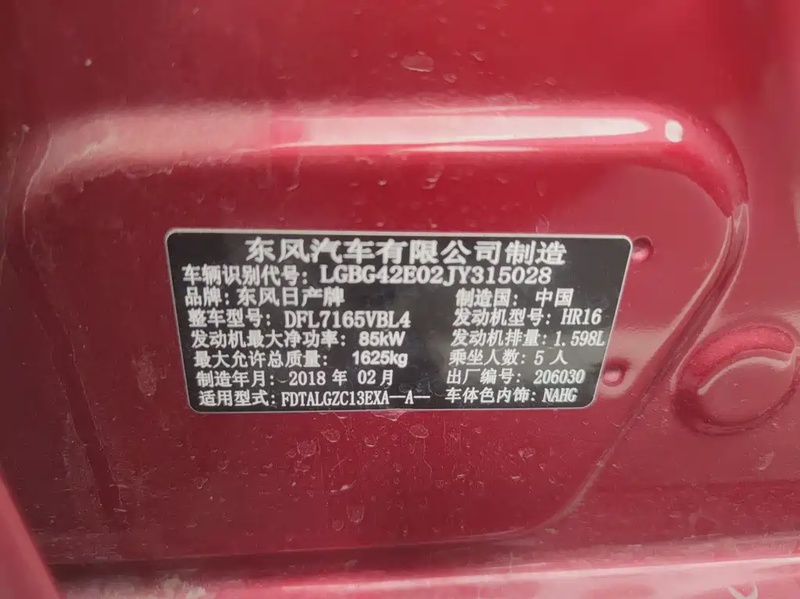 东风汽车有限公司制造
车辆识别代号: LGBG42E02JY315028
品牌: 东风日产牌 制造国: 中国
整车型号: DFL7165VBL4 发动机型号: HR16
发动机最大净功率: 85kW 发动机排量: 1.598L
最大允许总质量: 1625kg 乘坐人数: 5人
制造年月: 2018 年 02月 出厂编号: 206030
适用型式: FDTALGZC13EXA—A— 车体色内饰: NAHG